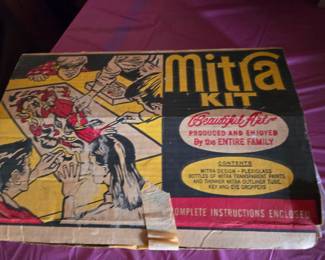 Mitra
KIT
Beautiful Art
PRODUCED AND ENJOYED
By the ENTIRE FAMILY
CONTENTS
MITRA DESIGN - PLEXIGLASS
BOTTLES OF MITRA TRANSPARENT PAINTS
AND THINNER MITRA OUTLINER TUBE,
KEY AND EYE DROPPERS
COMPLETE INSTRUCTIONS ENCLOSED